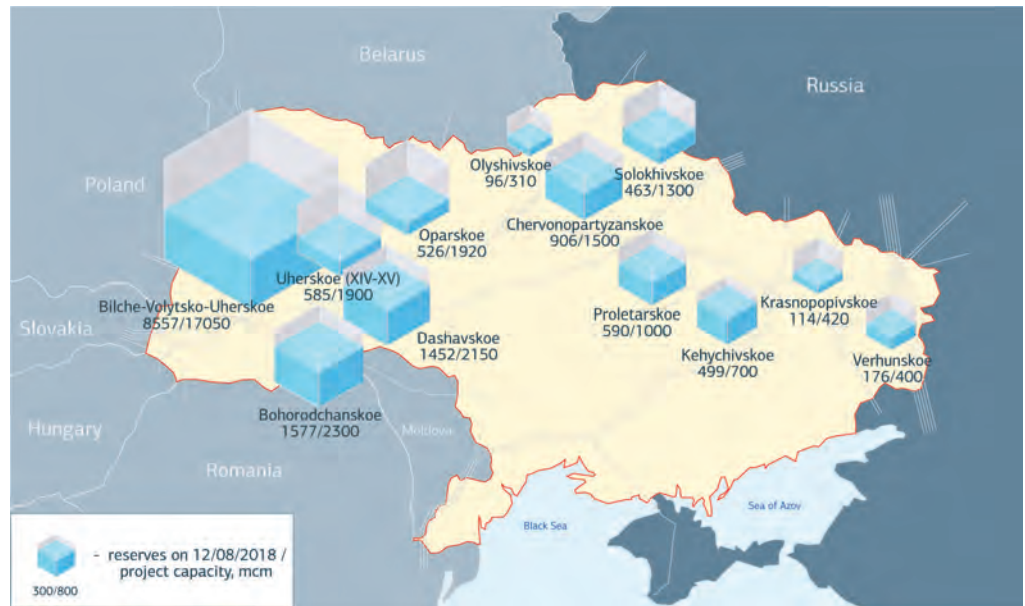 Belarus
Russia
Poland
Olyshivskoe
96/310
Solokhivskoe
463/1300
Chervonopartyzanskoe
906/1500
Oparskoe
526/1920
Uherskoe (XIV-XV)
585/1900
Bilche-Volytsko-Uherskoe
8557/17050
Slovakia
Dashavskoe
1452/2150
Proletarskoe
590/1000
Krasnopopivskoe
114/420
Kehychivskoe
499/700
Verhunskoe
176/400
Bohorodchanskoe
1577/2300
Hungary
Moldova
Romania
Sea of Azov
Black Sea
- reserves on 12/08/2018 /
project capacity, mcm
300/800